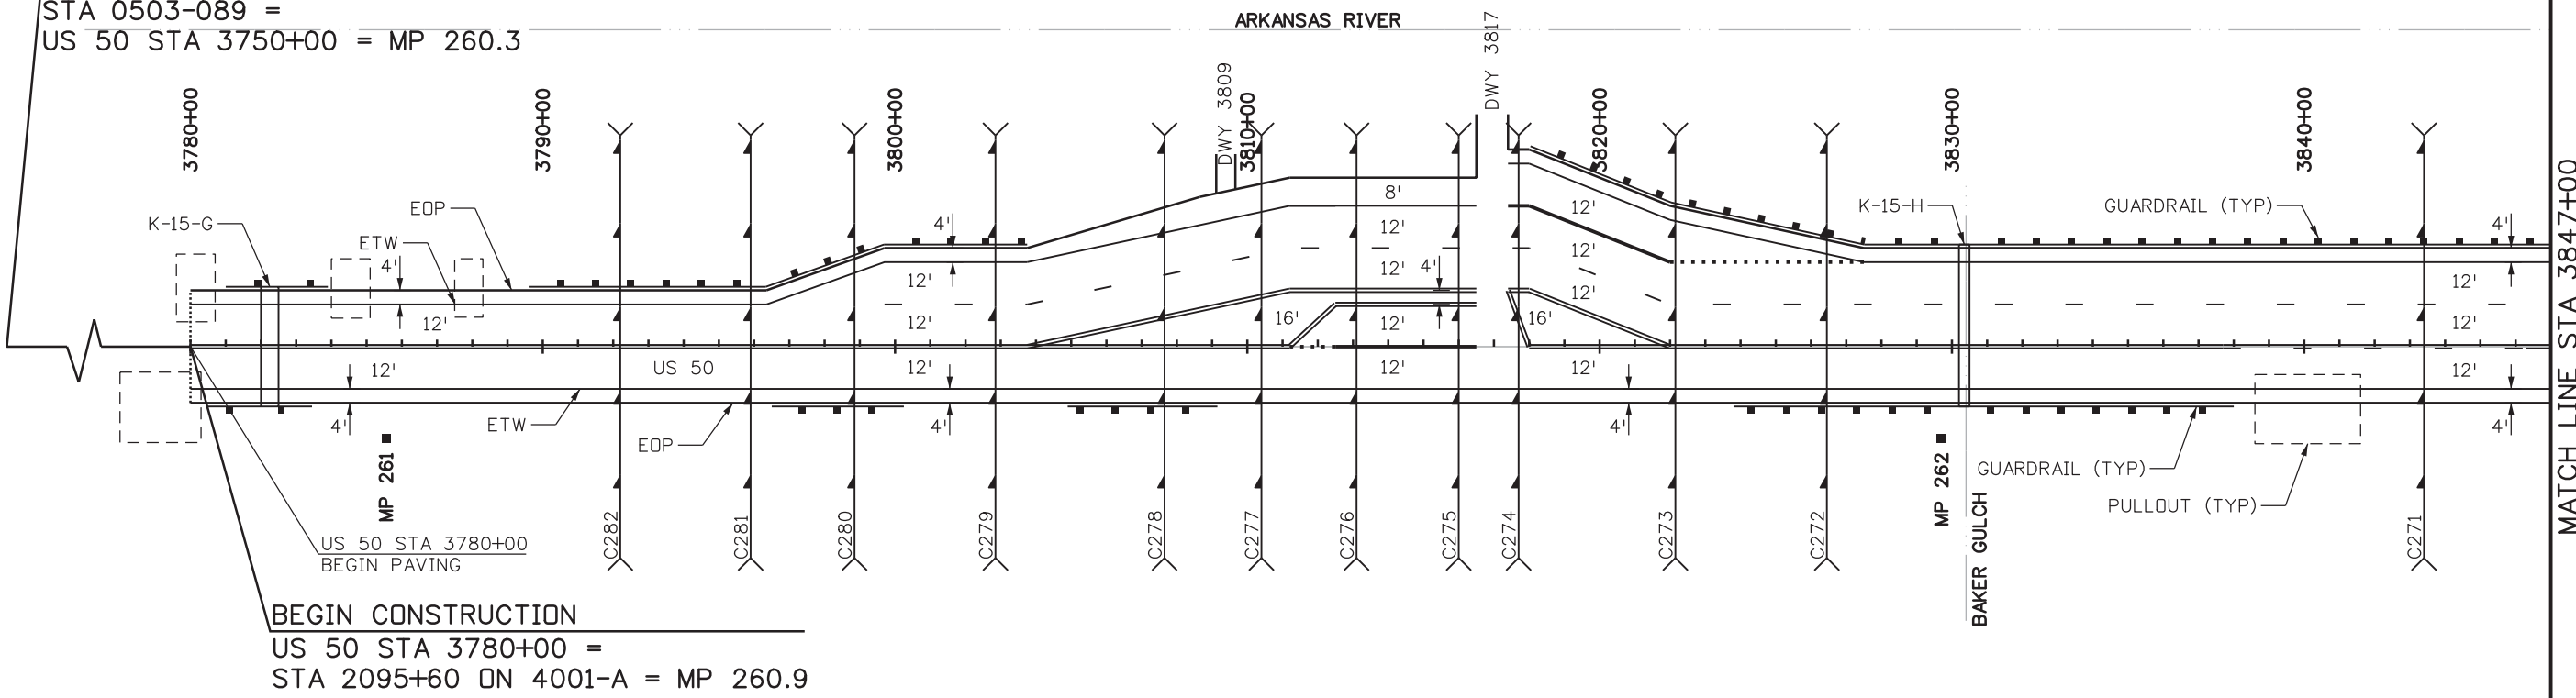 STA 0503-089 =
US 50 STA 3750+00 = MP 260.3
ARKANSAS RIVER
DWY 3817
DWY 3809
3780+00
3790+00
3800+00
3810+00
3820+00
3830+00
3840+00
K-15-G
EOP
ETW
4'
4'
8'
12'
12'
12'
K-15-H
GUARDRAIL (TYP)
4'
12'
12'
12'
4'
12'
12'
12'
12'
16'
12'
16'
12'
12'
12'
US 50
12'
12'
12'
12'
ETW
EOP
4'
4'
4'
4'
MP 261
MP 262
GUARDRAIL (TYP)
PULLOUT (TYP)
BAKER GULCH
C282
C281
C280
C279
C278
C277
C276
C275
C274
C273
C272
C271
MATCH LINE STA 3847+00
US 50 STA 3780+00
BEGIN PAVING
BEGIN CONSTRUCTION
US 50 STA 3780+00 =
STA 2095+60 ON 4001-A = MP 260.9